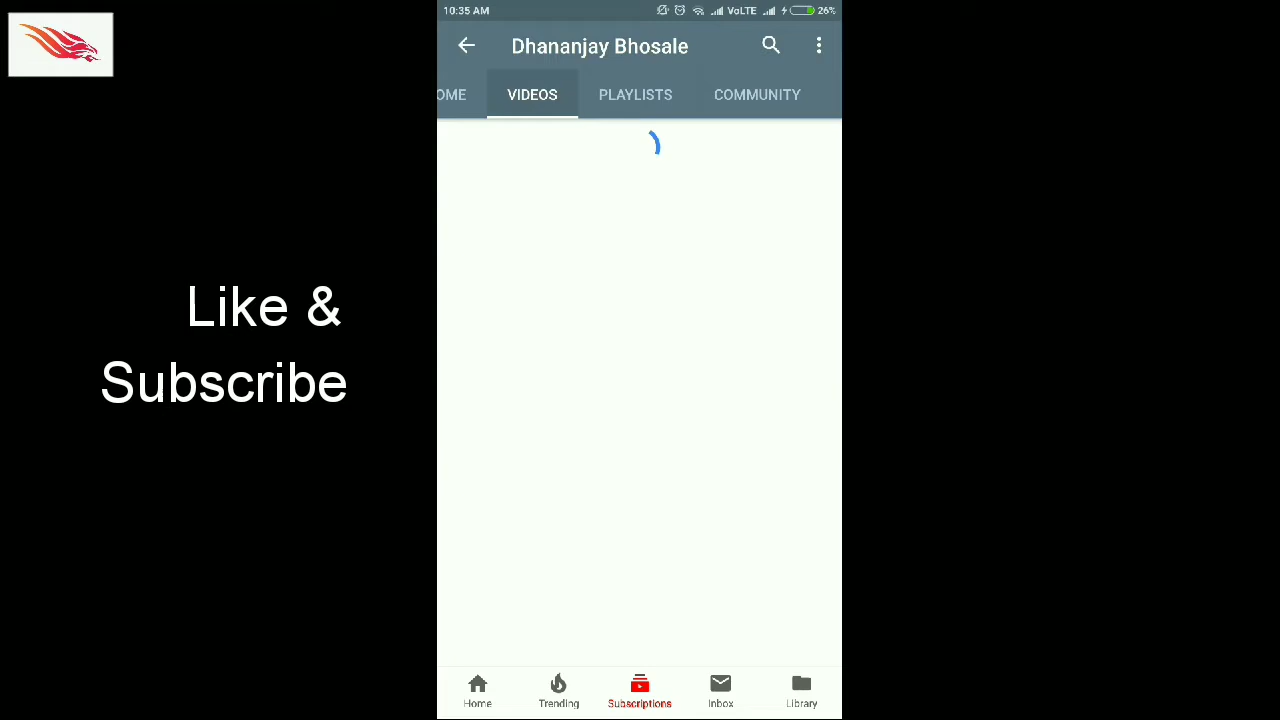 10:35 AM VoLTE 26%
Dhananjay Bhosale
OME VIDEOS PLAYLISTS COMMUNITY
Like &
Subscribe
Home Trending Subscriptions Inbox Library